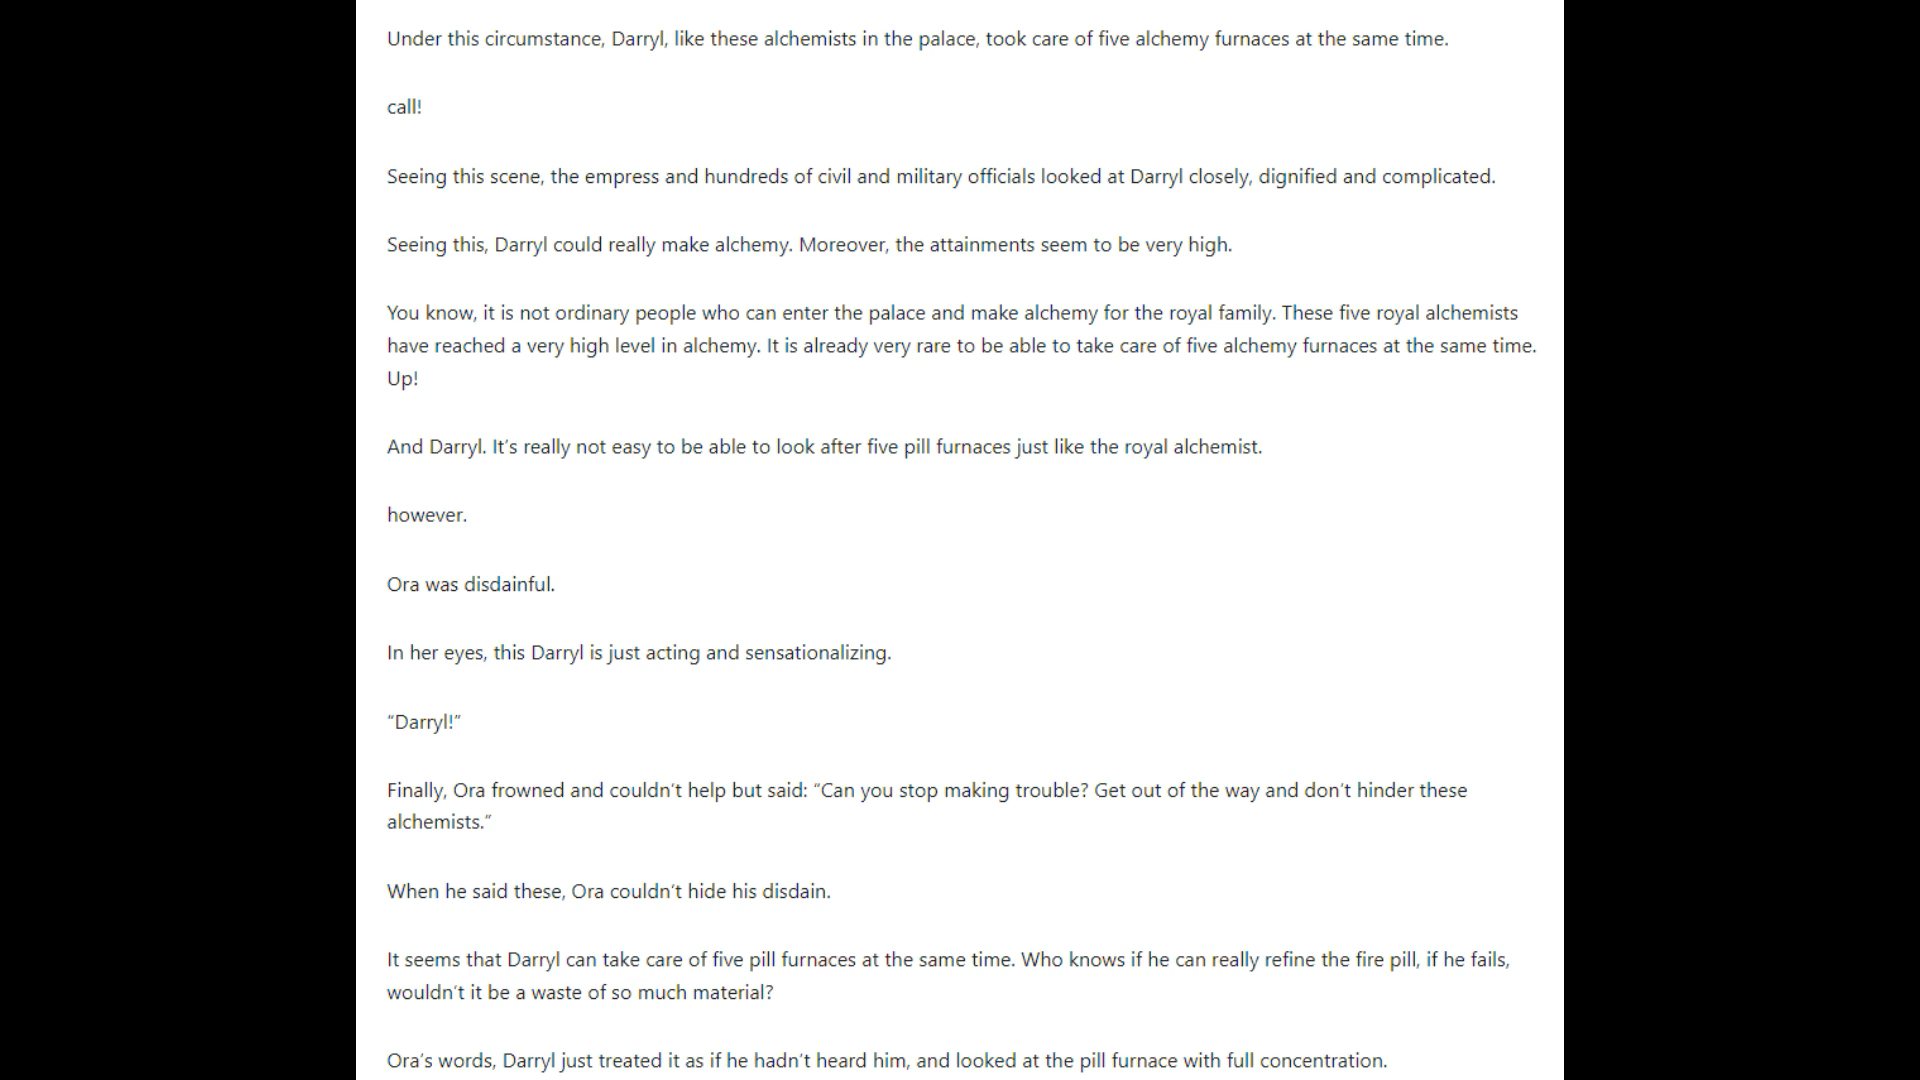 Under this circumstance, Darryl, like these alchemists in the palace, took care of five alchemy furnaces at the same time.
call!
Seeing this scene, the empress and hundreds of civil and military officials looked at Darryl closely, dignified and complicated.
Seeing this, Darryl could really make alchemy. Moreover, the attainments seem to be very high.
You know, it is not ordinary people who can enter the palace and make alchemy for the royal family. These five royal alchemists
have reached a very high level in alchemy. It is already very rare to be able to take care of five alchemy furnaces at the same time.
Up!
And Darryl. It’s really not easy to be able to look after five pill furnaces just like the royal alchemist.
however.
Ora was disdainful.
In her eyes, this Darryl is just acting and sensationalizing.
“Darryl!”
Finally, Ora frowned and couldn’t help but said: “Can you stop making trouble? Get out of the way and don’t hinder these
alchemists.”
When he said these, Ora couldn’t hide his disdain.
It seems that Darryl can take care of five pill furnaces at the same time. Who knows if he can really refine the fire pill, if he fails,
wouldn’t it be a waste of so much material?
Ora’s words, Darryl just treated it as if he hadn’t heard him, and looked at the pill furnace with full concentration.